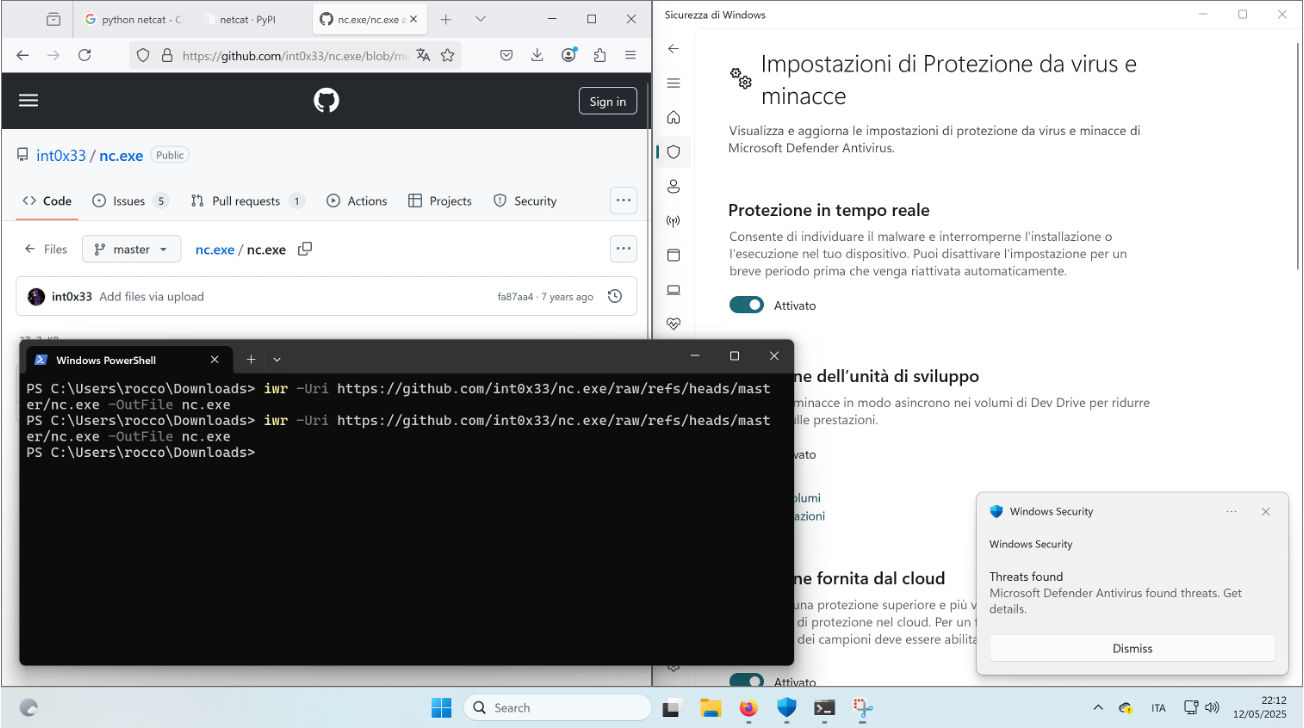 python netcat - C
netcat · PyPI
nc.exe/nc.exe a
https://github.com/int0x33/nc.exe/blob/ma
Sign in
int0x33 / nc.exe Public
Code Issues 5 Pull requests 1 Actions Projects Security
Files master nc.exe / nc.exe
int0x33 Add files via upload fa87aa4 · 7 years ago
Windows PowerShell
PS C:\Users\rocco\Downloads> iwr -Uri https://github.com/int0x33/nc.exe/raw/refs/heads/mast
er/nc.exe -OutFile nc.exe
PS C:\Users\rocco\Downloads> iwr -Uri https://github.com/int0x33/nc.exe/raw/refs/heads/mast
er/nc.exe -OutFile nc.exe
PS C:\Users\rocco\Downloads>
Sicurezza di Windows
Impostazioni di Protezione da virus e
minacce
Visualizza e aggiorna le impostazioni di protezione da virus e minacce di
Microsoft Defender Antivirus.
Protezione in tempo reale
Consente di individuare il malware e interromperne l'installazione o
l'esecuzione nel tuo dispositivo. Puoi disattivare l'impostazione per un
breve periodo prima che venga riattivata automaticamente.
Attivato
ne dell'unità di sviluppo
minacce in modo asincrono nei volumi di Dev Drive per ridurre
ulle prestazioni.
vato
olumi
azioni
ne fornita dal cloud
una protezione superiore e più v
di protezione nel cloud. Per un f
dei campioni deve essere abilita
Attivato
Windows Security
Windows Security
Threats found
Microsoft Defender Antivirus found threats. Get
details.
Dismiss
Search
ITA
22:12
12/05/2025